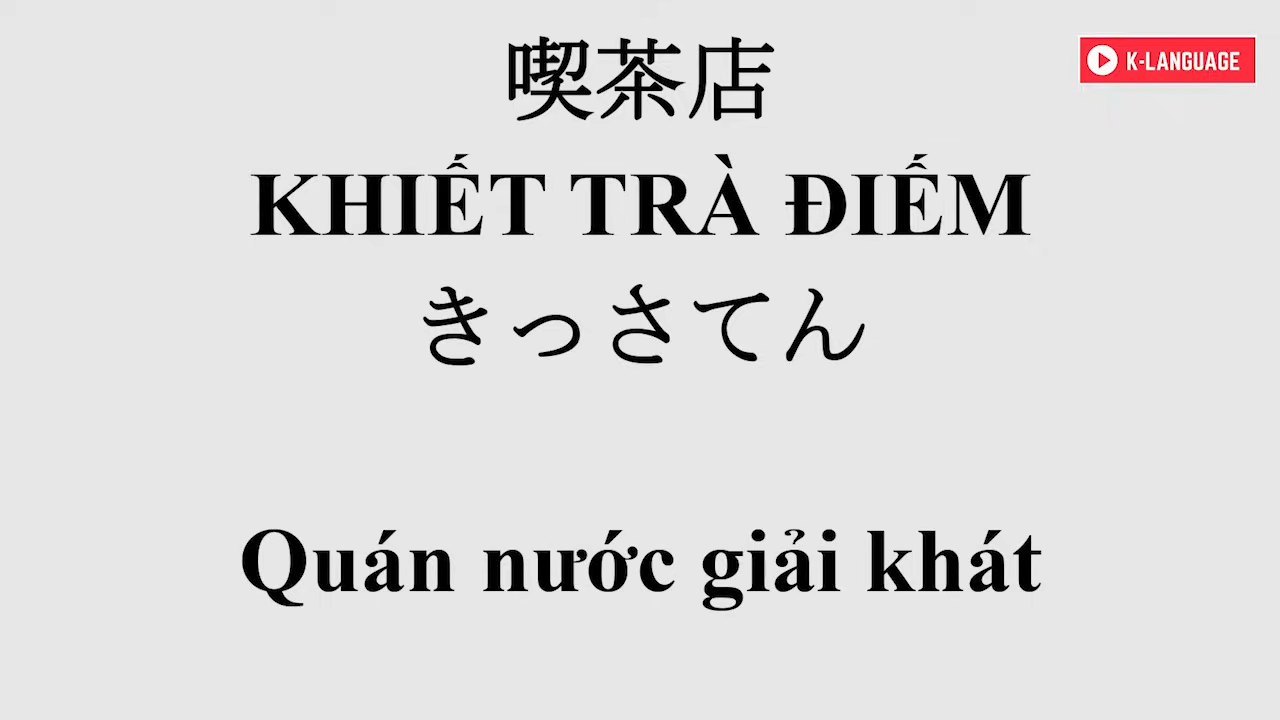 喫茶店
K-LANGUAGE
KHIẾT TRÀ ĐIẾM
きっさてん
Quán nước giải khát